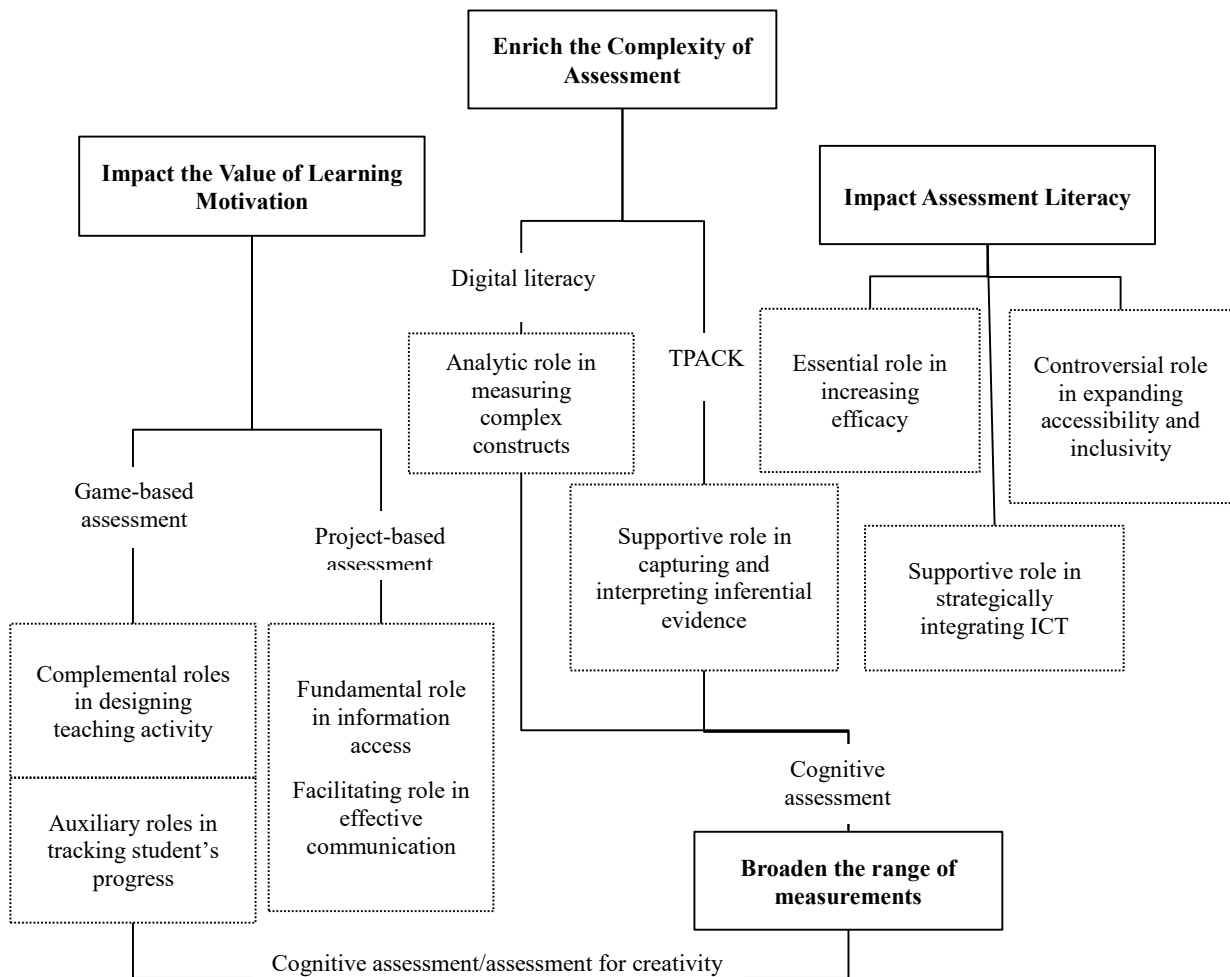 Enrich the Complexity of
Assessment
Impact the Value of Learning
Motivation
Impact Assessment Literacy
Digital literacy
TPACK
Analytic role in
measuring
complex
constructs
Essential role in
increasing
efficacy
Controversial role
in expanding
accessibility and
inclusivity
Game-based
assessment
Project-based
assessment
Supportive role in
capturing and
interpreting inferential
evidence
Supportive role in
strategically
integrating ICT
Complemental roles
in designing
teaching activity
Fundamental role
in information
access
Facilitating role in
effective
communication
Auxiliary roles in
tracking student’s
progress
Cognitive
assessment
Broaden the range of
measurements
Cognitive assessment/assessment for creativity